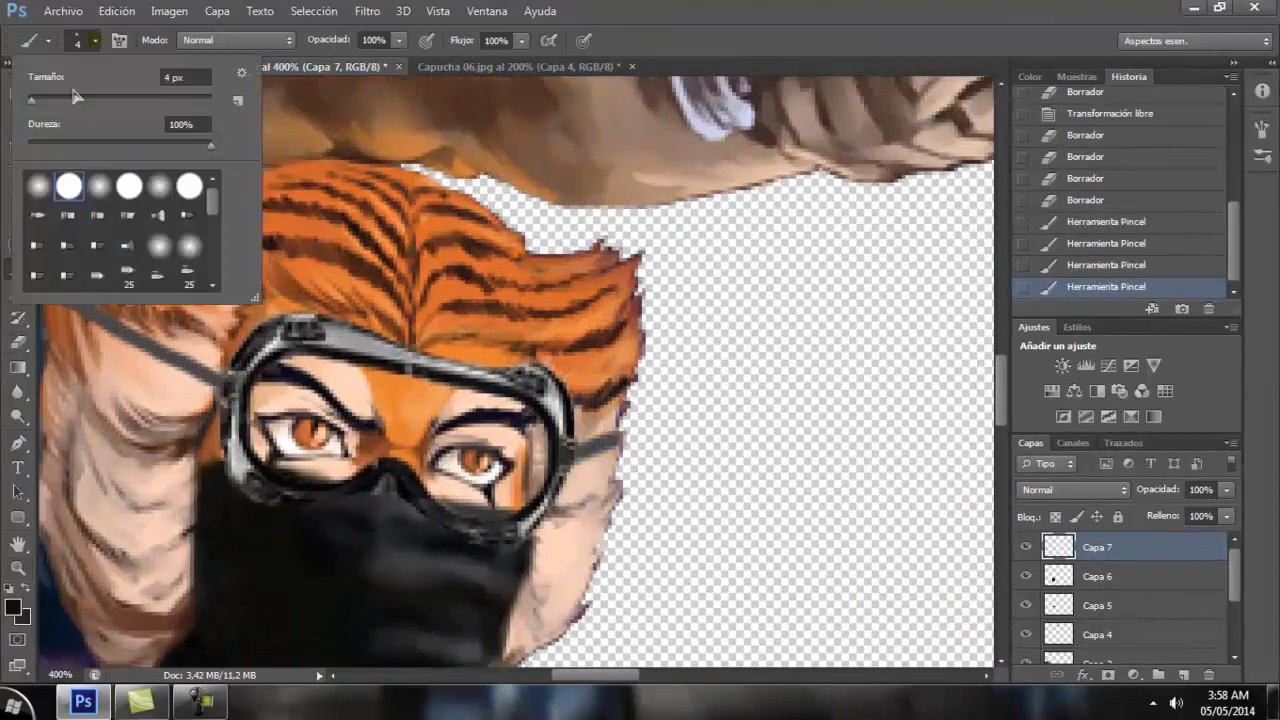 Ps Archivo Edición Imagen Capa Texto Selección Filtro 3D Vista Ventana Ayuda
4 Modo: Normal Opacidad: 100% Flujo: 100% Aspectos esen.
Tamaño: 4 px
al 400% (Capa 7, RGB/8) * × Capucha 06.jpg al 200% (Capa 4, RGB/8) * ×
Color Muestras Historia
Borrador
Transformación libre
Dureza: 100%
Borrador
Borrador
Borrador
Borrador
Herramienta Pincel
Herramienta Pincel
Herramienta Pincel
Herramienta Pincel
25 25
Ajustes Estilos
Añadir un ajuste
Capas Canales Trazados
Tipo
Normal Opacidad: 100%
Bloq.: Relleno: 100%
T
Capa 7
Capa 6
Capa 5
Capa 4
400% Doc: 3,42 MB/11,2 MB
Ps
3:58 AM
05/05/2014